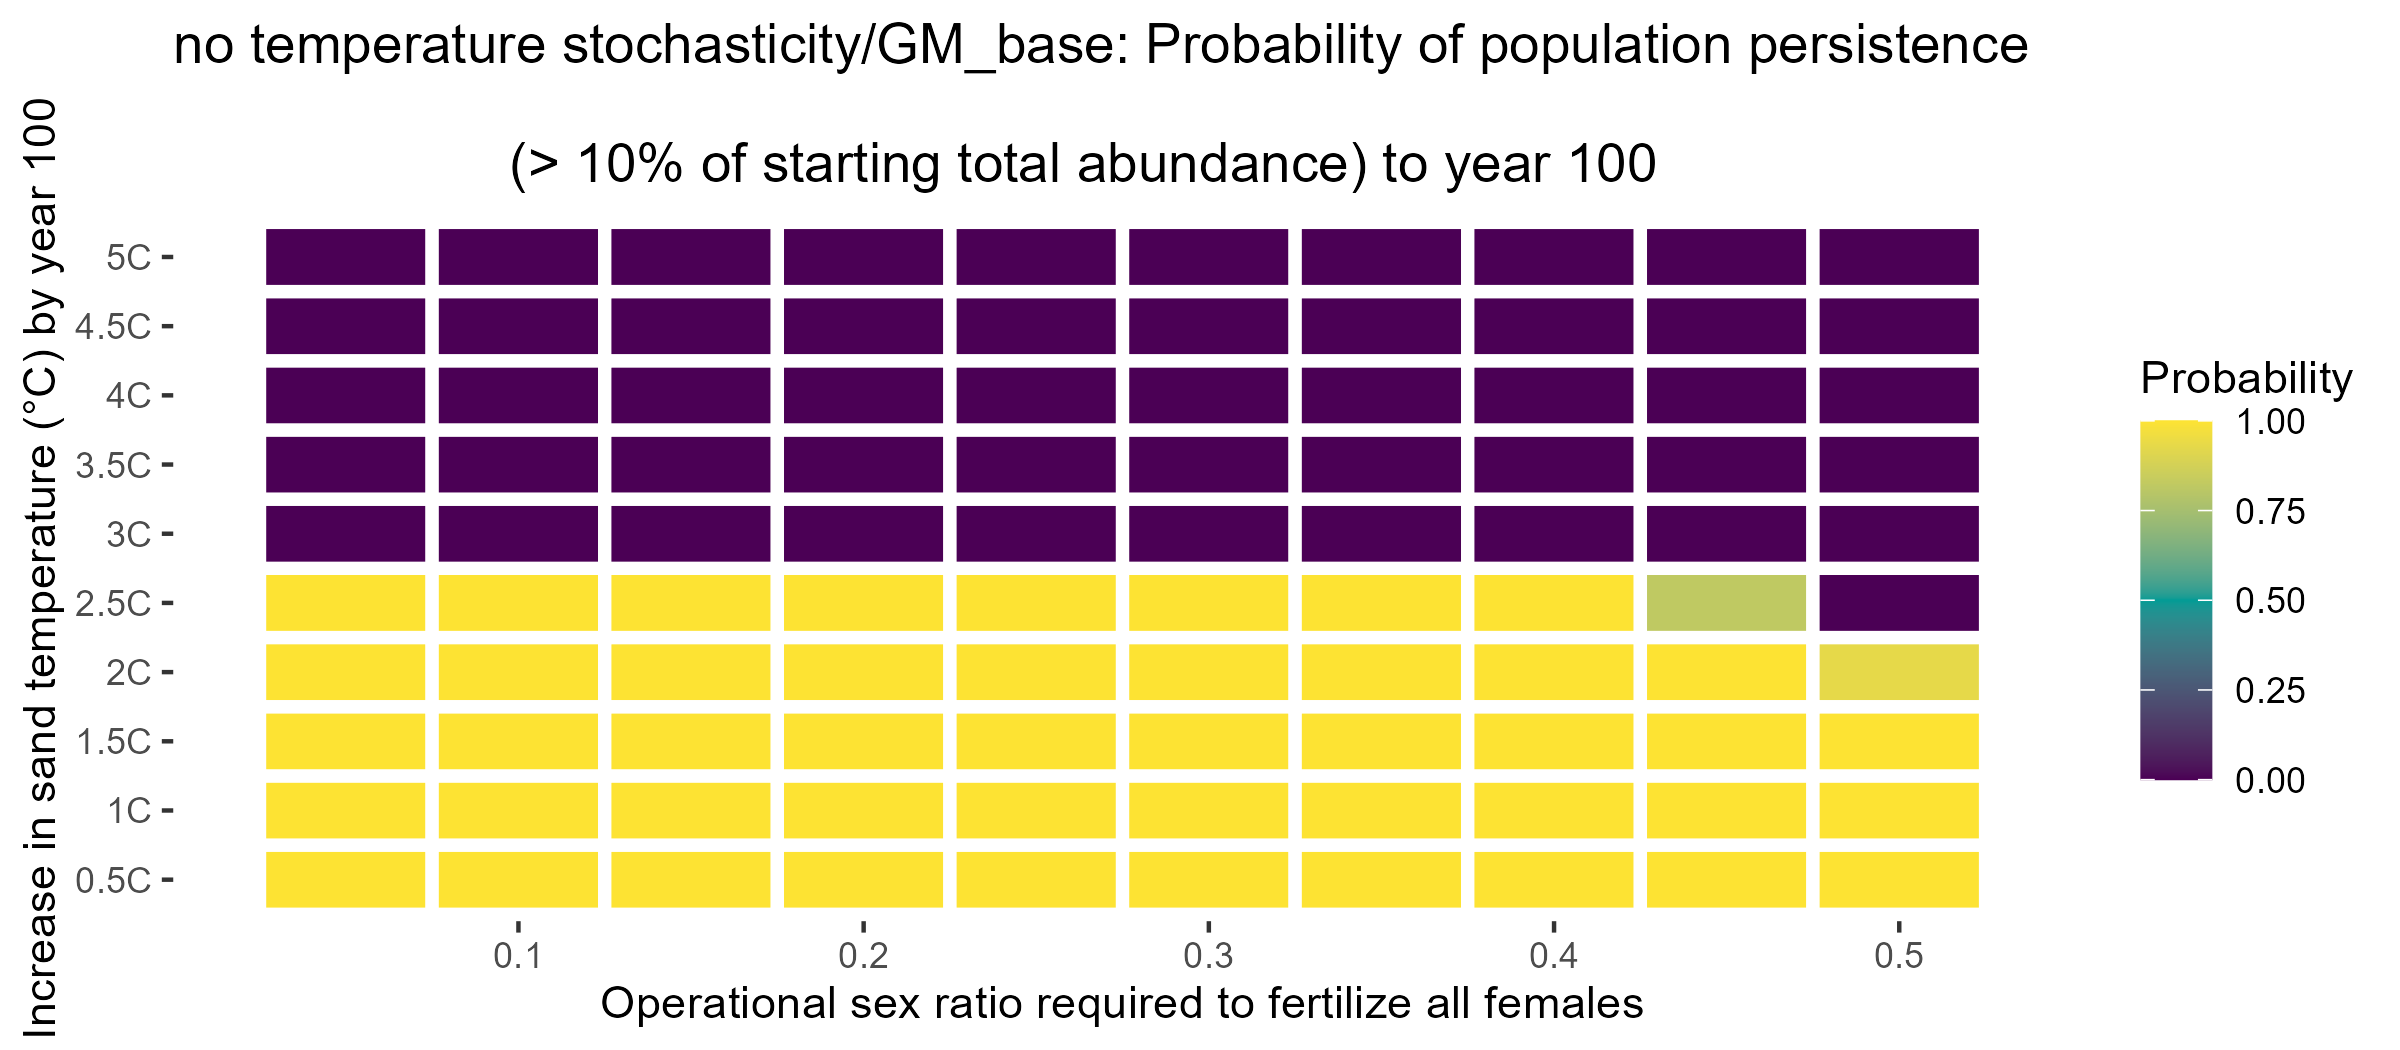 no temperature stochasticity/GM_base: Probability of population persistence
(> 10% of starting total abundance) to year 100
Increase in sand temperature (°C) by year 100
5C
4.5C
4C
3.5C
3C
2.5C
2C
1.5C
1C
0.5C
0.1
0.2
0.3
0.4
0.5
Operational sex ratio required to fertilize all females
Probability
1.00
0.75
0.50
0.25
0.00